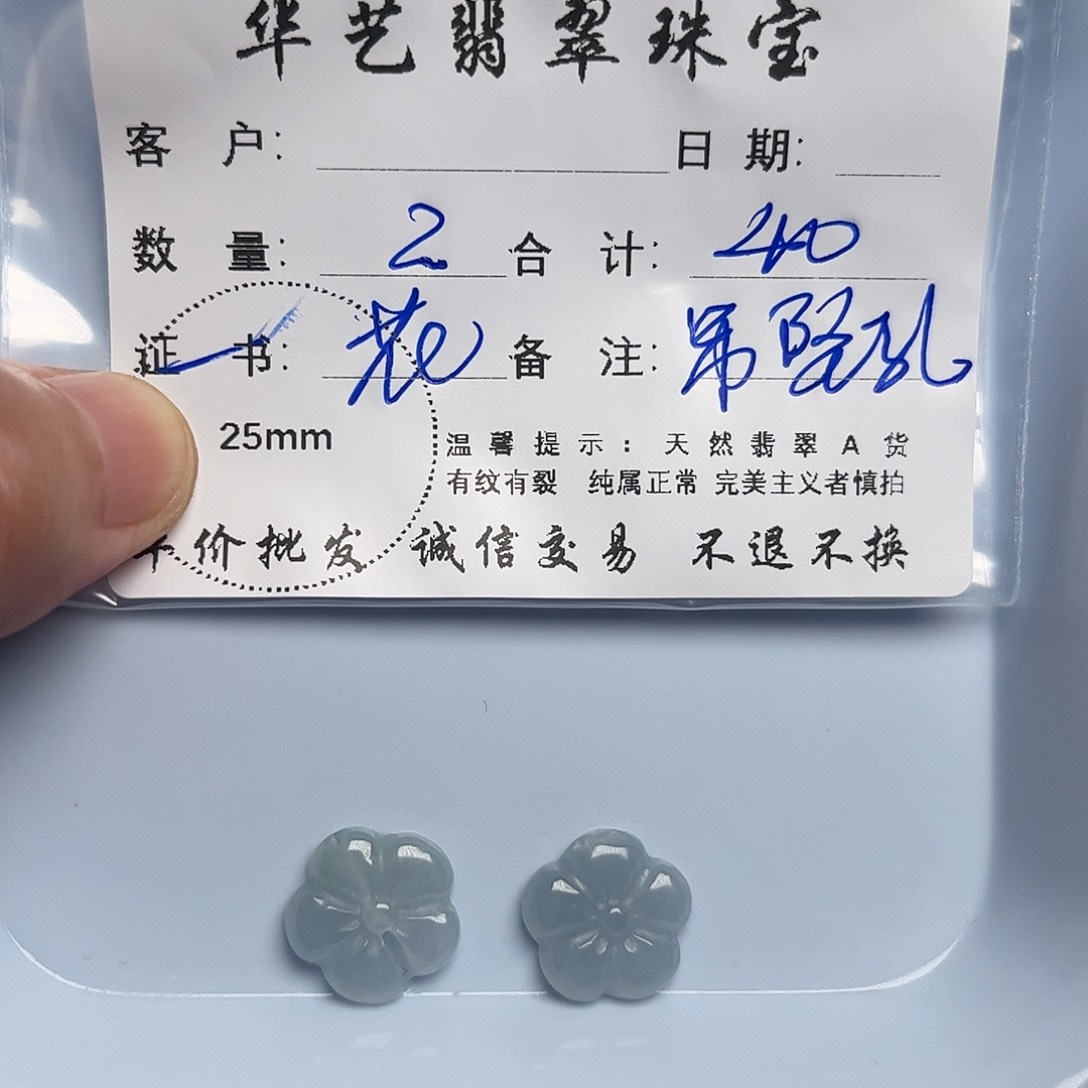 华艺翡翠珠宝
客 户: 日 期:
数 量: 2 合 计: 40
证 书: 花 备 注: 吊 竖孔
25mm
温馨提示：天然翡翠A货
有纹有裂 纯属正常 完美主义者慎拍
价批发 诚信交易 不退不换